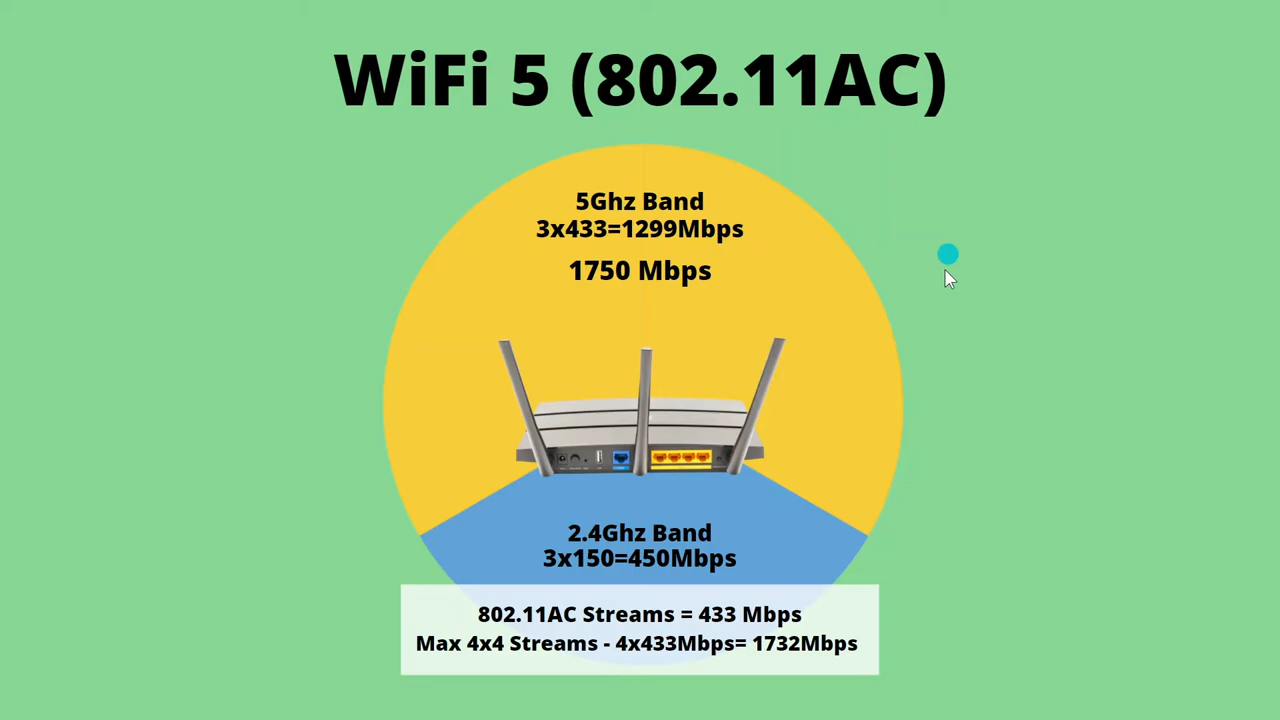 WiFi 5 (802.11AC)
5Ghz Band
3x433=1299Mbps
1750 Mbps
2.4Ghz Band
3x150=450Mbps
802.11AC Streams = 433 Mbps
Max 4x4 Streams - 4x433Mbps= 1732Mbps